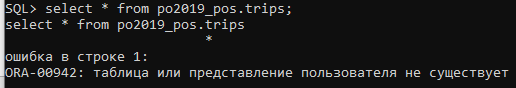 SQL> select * from po2019_pos.trips;
select * from po2019_pos.trips
*
ошибка в строке 1:
ORA-00942: таблица или представление пользователя не существует